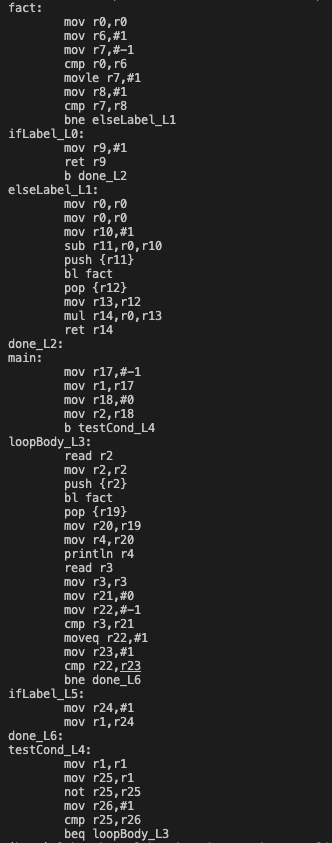 fact:
mov r0,r0
mov r6,#1
mov r7,#-1
cmp r0,r6
movle r7,#1
mov r8,#1
cmp r7,r8
bne elseLabel_L1
ifLabel_L0:
mov r9,#1
ret r9
b done_L2
elseLabel_L1:
mov r0,r0
mov r0,r0
mov r10,#1
sub r11,r0,r10
push {r11}
bl fact
pop {r12}
mov r13,r12
mul r14,r0,r13
ret r14
done_L2:
main:
mov r17,#-1
mov r1,r17
mov r18,#0
mov r2,r18
b testCond_L4
loopBody_L3:
read r2
mov r2,r2
push {r2}
bl fact
pop {r19}
mov r20,r19
mov r4,r20
println r4
read r3
mov r3,r3
mov r21,#0
mov r22,#-1
cmp r3,r21
moveq r22,#1
mov r23,#1
cmp r22,r23
bne done_L6
ifLabel_L5:
mov r24,#1
mov r1,r24
done_L6:
testCond_L4:
mov r1,r1
mov r25,r1
not r25,r25
mov r26,#1
cmp r25,r26
beq loopBody_L3